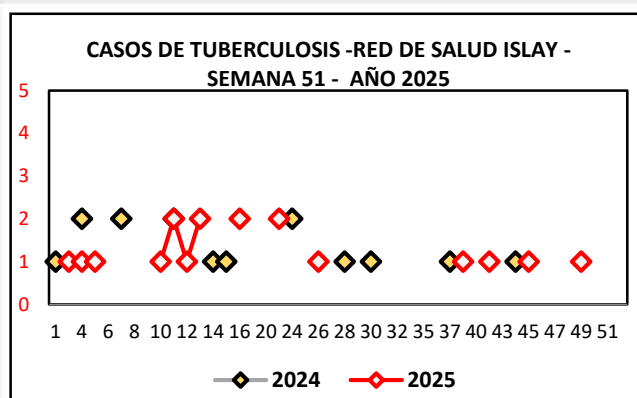 CASOS DE TUBERCULOSIS -RED DE SALUD ISLAY -
SEMANA 51 - AÑO 2025
5
4
3
2
1
0
1 4 6 8 10 12 14 16 20 24 26 28 30 32 35 37 40 43 45 49 51
2024 2025